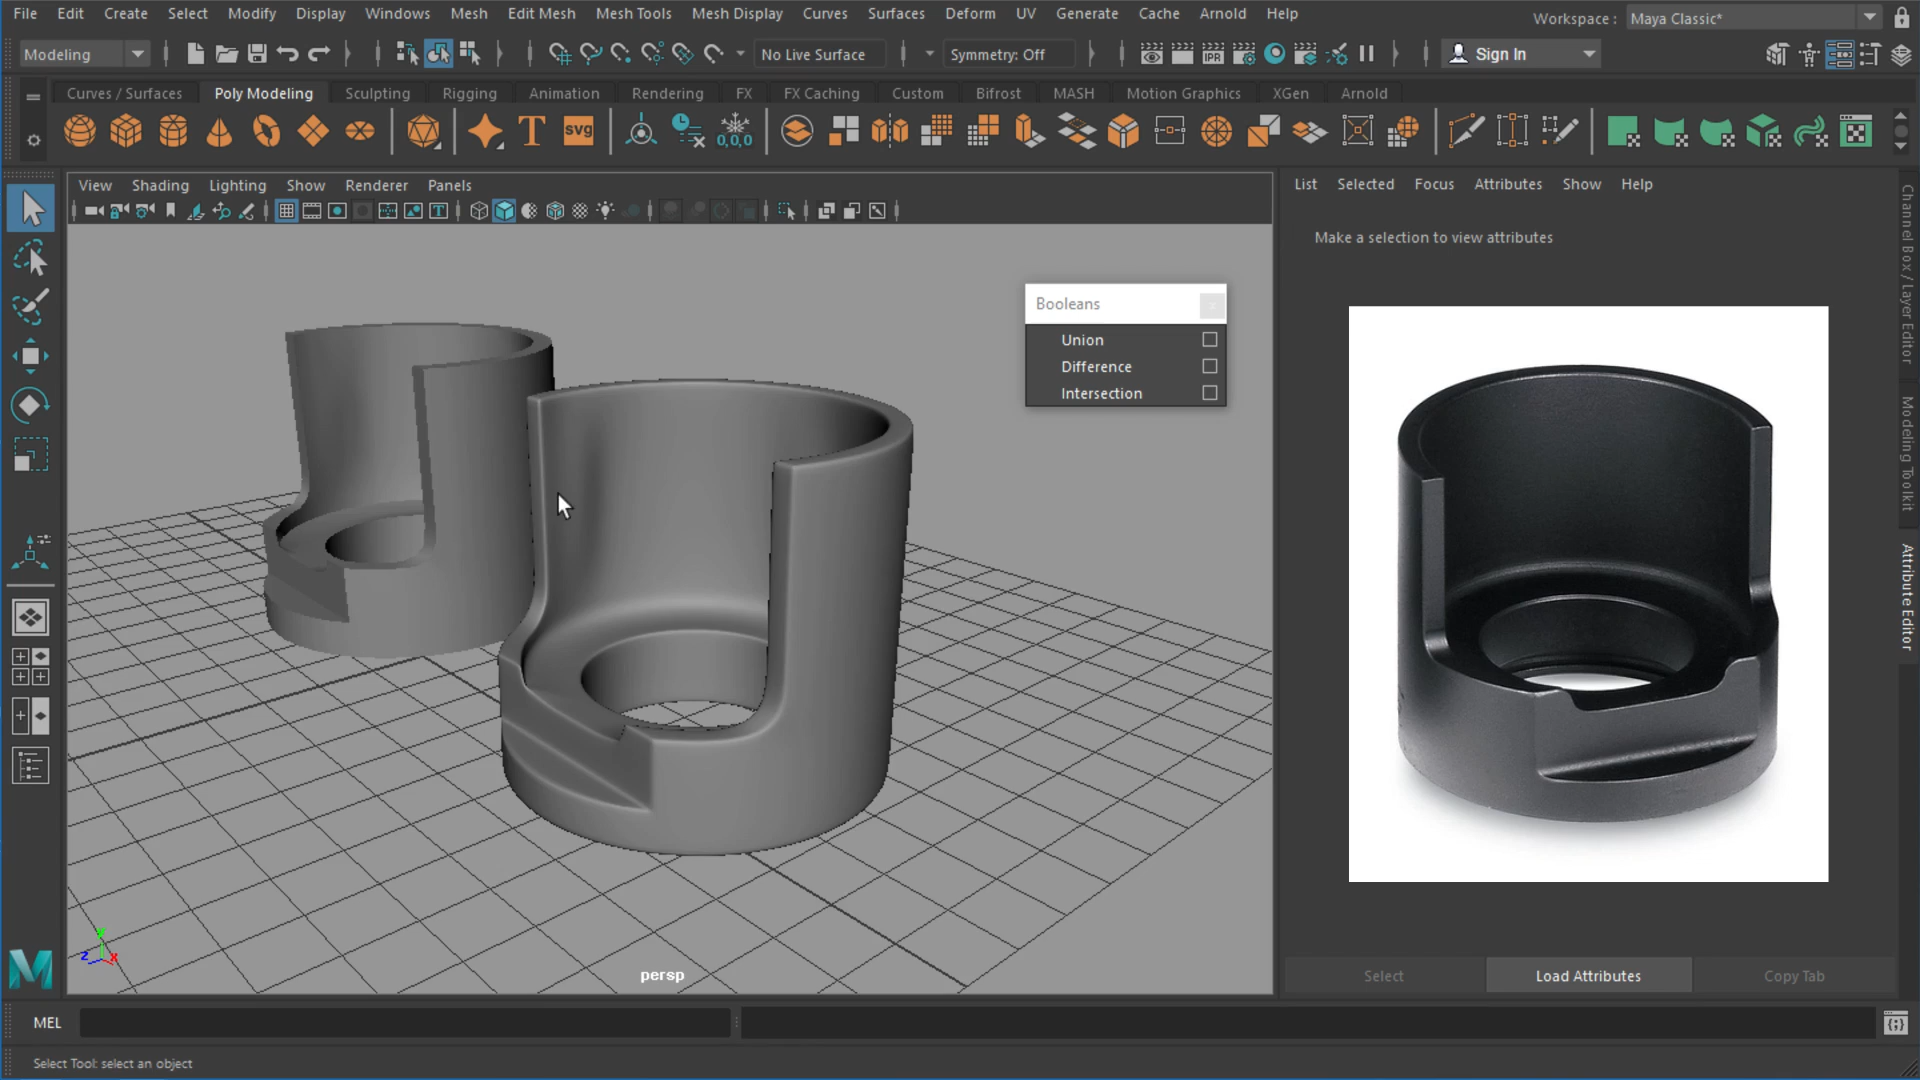 File Edit Create Select Modify Display Windows Mesh Edit Mesh Mesh Tools Mesh Display Curves Surfaces Deform UV Generate Cache Arnold Help
Workspace : Maya Classic*
Modeling No Live Surface Symmetry: Off IPR Sign In
Curves / Surfaces Poly Modeling Sculpting Rigging Animation Rendering FX FX Caching Custom Bifrost MASH Motion Graphics XGen Arnold
T svg 0,0,0
View Shading Lighting Show Renderer Panels
List Selected Focus Attributes Show Help
Make a selection to view attributes
Booleans
Union
Difference
Intersection
Channel Box / Layer Editor
Modeling Toolkit
Attribute Editor
y
z x
persp
Select Load Attributes Copy Tab
MEL
Select Tool: select an object